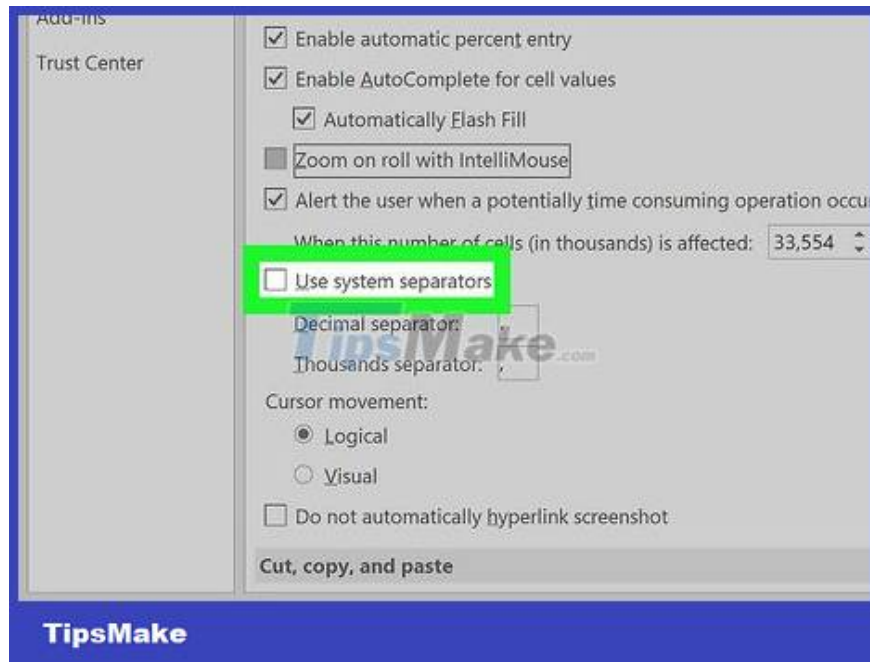 Add-ins
Trust Center
Enable automatic percent entry
Enable AutoComplete for cell values
Automatically Flash Fill
Zoom on roll with IntelliMouse
Alert the user when a potentially time consuming operation occur
When this number of cells (in thousands) is affected: 33,554
Use system separators
Decimal separator:
Thousands separator: ,
TipsMake.com
Cursor movement:
Logical
Visual
Do not automatically hyperlink screenshot
Cut, copy, and paste
TipsMake